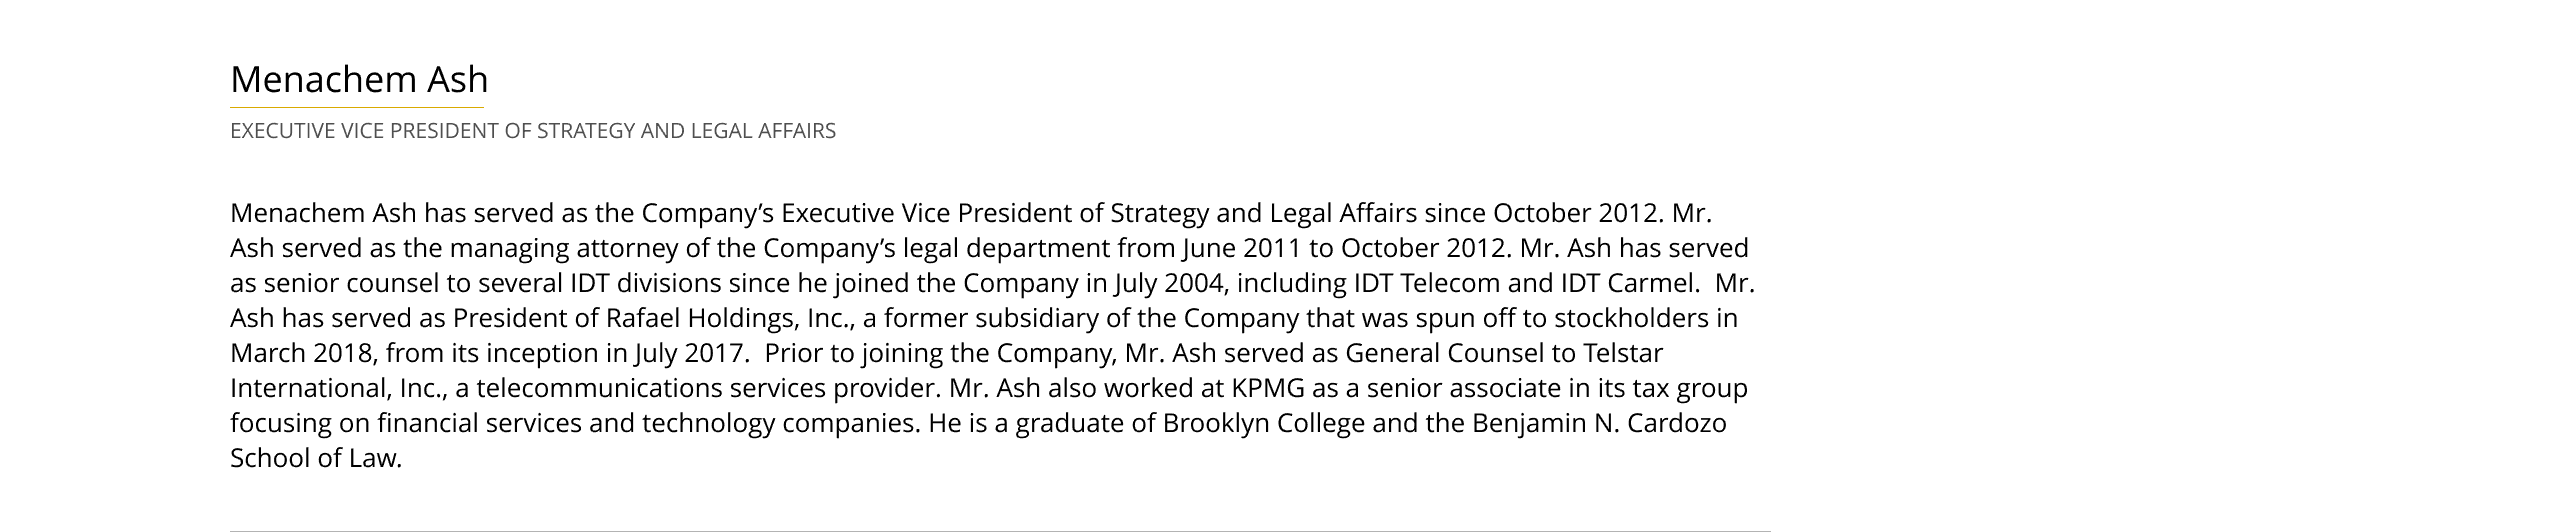 Menachem Ash
EXECUTIVE VICE PRESIDENT OF STRATEGY AND LEGAL AFFAIRS
Menachem Ash has served as the Company’s Executive Vice President of Strategy and Legal Affairs since October 2012. Mr.
Ash served as the managing attorney of the Company’s legal department from June 2011 to October 2012. Mr. Ash has served
as senior counsel to several IDT divisions since he joined the Company in July 2004, including IDT Telecom and IDT Carmel.  Mr.
Ash has served as President of Rafael Holdings, Inc., a former subsidiary of the Company that was spun off to stockholders in
March 2018, from its inception in July 2017.  Prior to joining the Company, Mr. Ash served as General Counsel to Telstar
International, Inc., a telecommunications services provider. Mr. Ash also worked at KPMG as a senior associate in its tax group
focusing on financial services and technology companies. He is a graduate of Brooklyn College and the Benjamin N. Cardozo
School of Law.